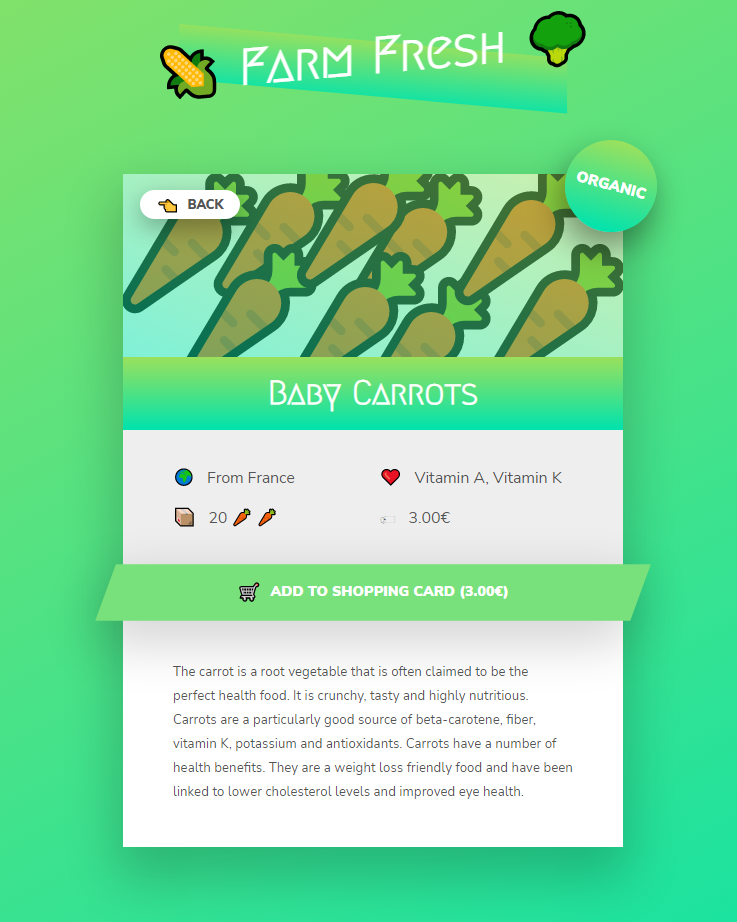 Farm Fresh
ORGANIC
BACK
Baby Carrots
From France
Vitamin A, Vitamin K
20
3.00€
ADD TO SHOPPING CARD (3.00€)
The carrot is a root vegetable that is often claimed to be the
perfect health food. It is crunchy, tasty and highly nutritious.
Carrots are a particularly good source of beta-carotene, fiber,
vitamin K, potassium and antioxidants. Carrots have a number of
health benefits. They are a weight loss friendly food and have been
linked to lower cholesterol levels and improved eye health.